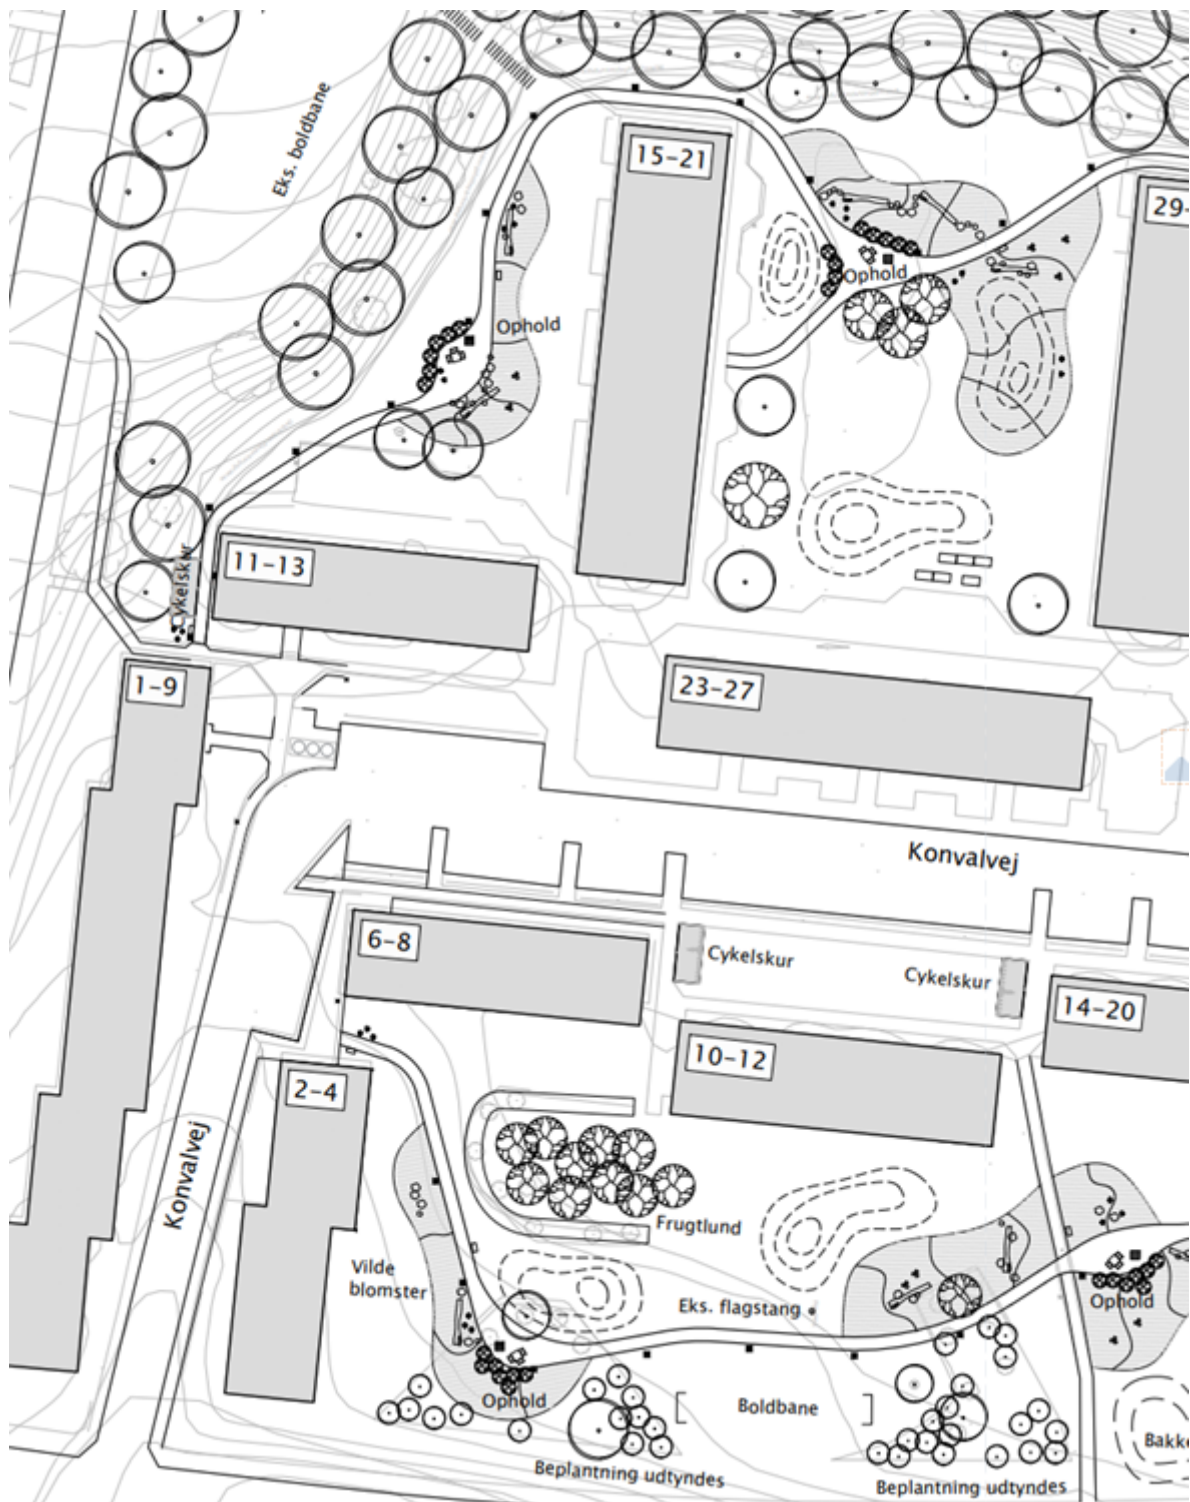 Eks. boldbane
15-21
29-
Ophold
Ophold
Cykelskur
11-13
1-9
23-27
Konvalvej
6-8
Cykelskur
Cykelskur
14-20
10-12
2-4
Konvalvej
Frugtlund
Vilde
blomster
Eks. flagstang
Ophold
Ophold
Boldbane
Bakke
Beplantning udtyndes
Beplantning udtyndes